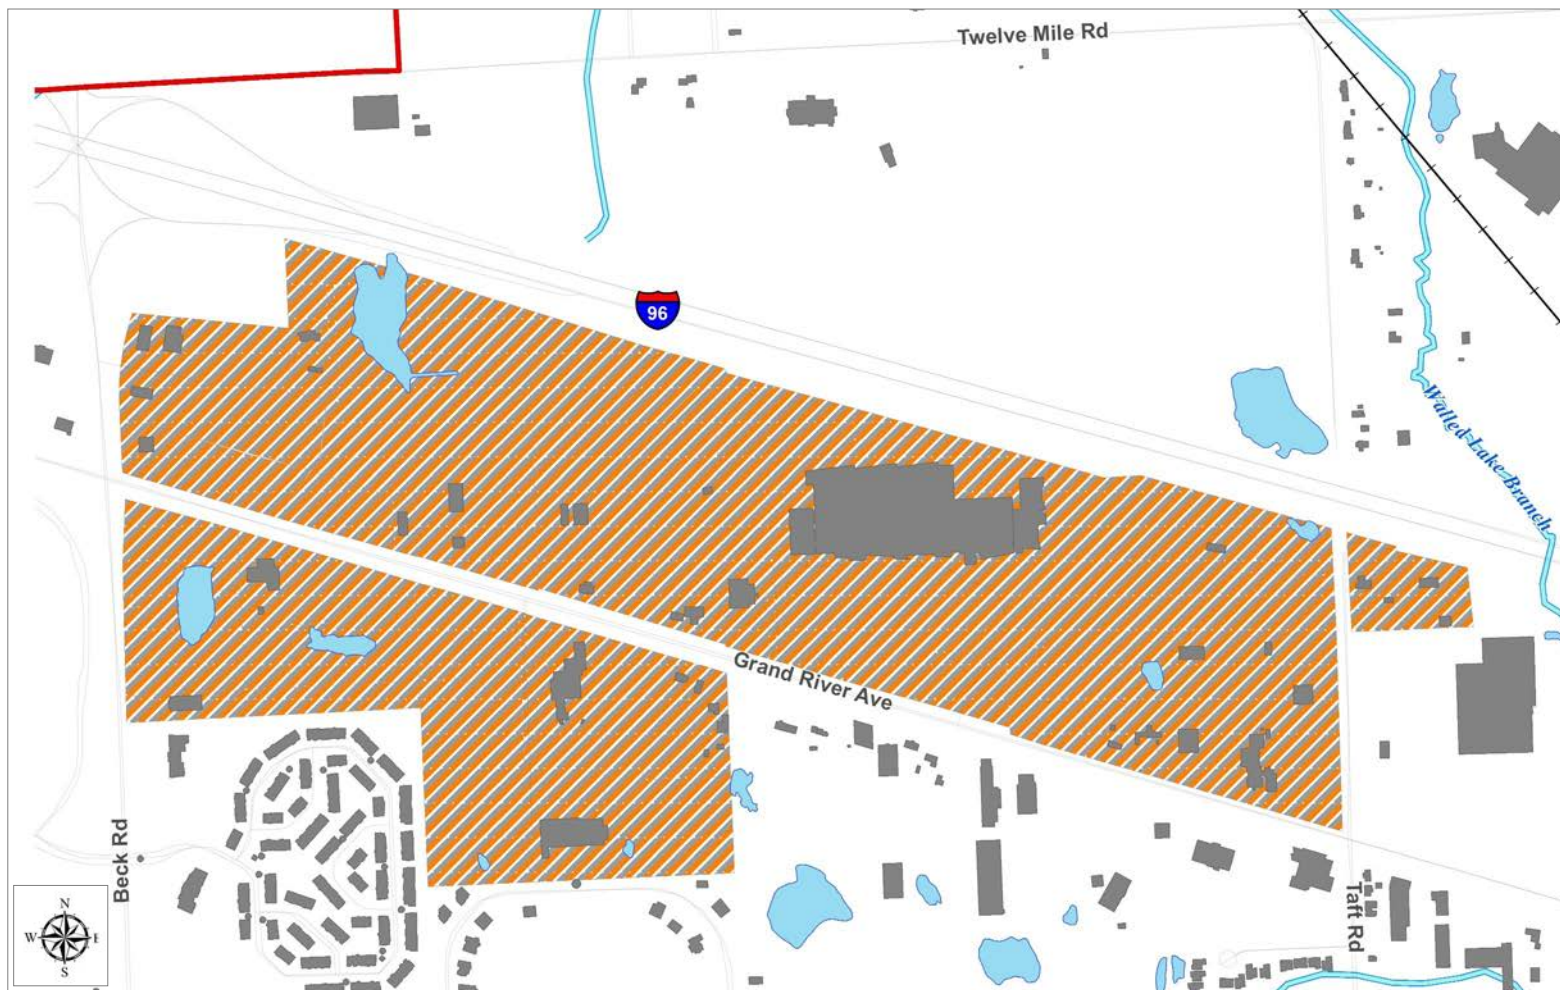 Twelve Mile Rd
96
Walled Lake Branch
Grand River Ave
Beck Rd
Taft Rd
N
W E
S